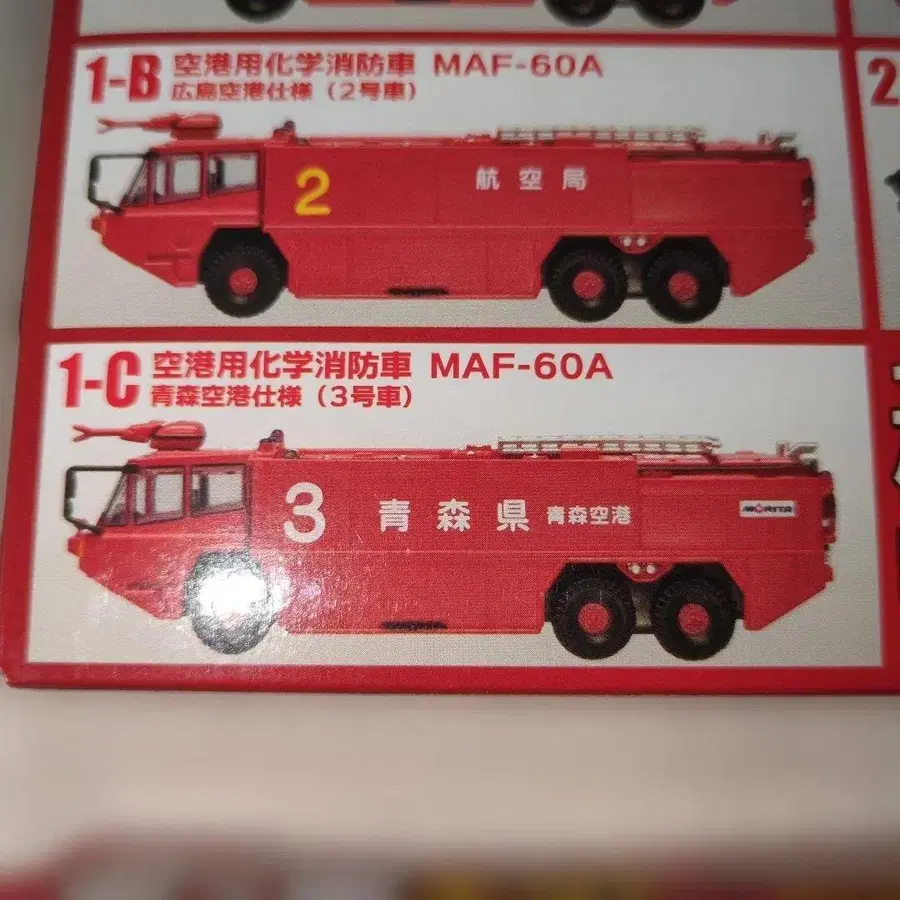 1-B 空港用化学消防車 MAF-60A
広島空港仕様（2号車）
2 航空局
2
1-C 空港用化学消防車 MAF-60A
青森空港仕様（3号車）
3 青森県 青森空港 MORITA